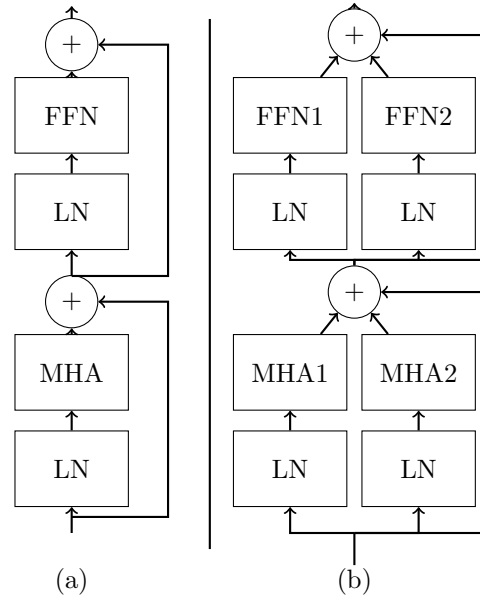 +
FFN
LN
+
MHA
LN
(a)
+
FFN1 FFN2
LN LN
+
MHA1 MHA2
LN LN
(b)